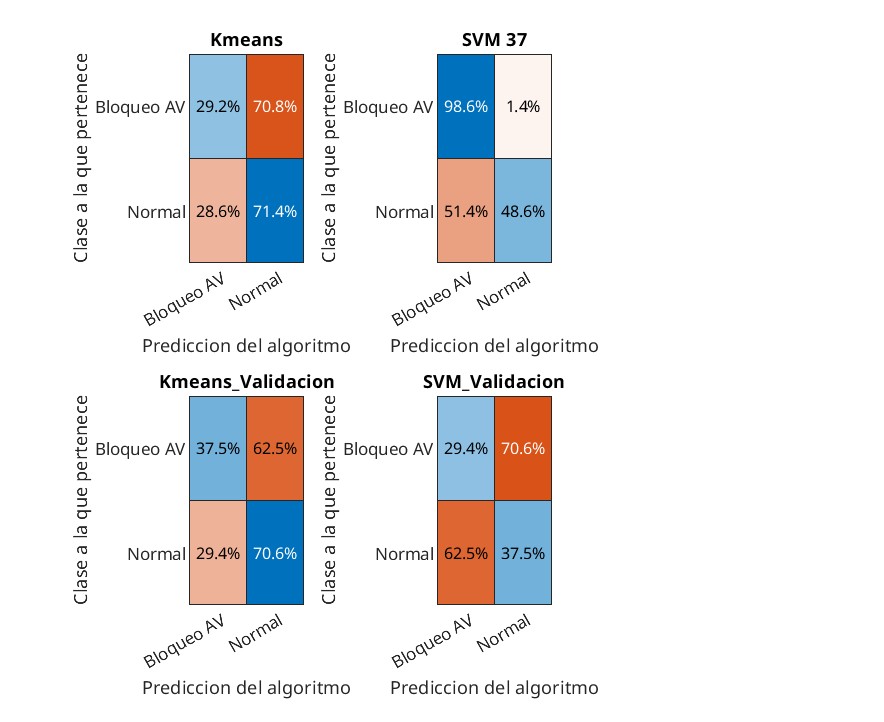 Kmeans
Clase a la que pertenece
Bloqueo AV 29.2% 70.8%
Normal 28.6% 71.4%
Bloqueo AV Normal
Prediccion del algoritmo
SVM 37
Clase a la que pertenece
Bloqueo AV 98.6% 1.4%
Normal 51.4% 48.6%
Bloqueo AV Normal
Prediccion del algoritmo
Kmeans_Validacion
Clase a la que pertenece
Bloqueo AV 37.5% 62.5%
Normal 29.4% 70.6%
Bloqueo AV Normal
Prediccion del algoritmo
SVM_Validacion
Clase a la que pertenece
Bloqueo AV 29.4% 70.6%
Normal 62.5% 37.5%
Bloqueo AV Normal
Prediccion del algoritmo